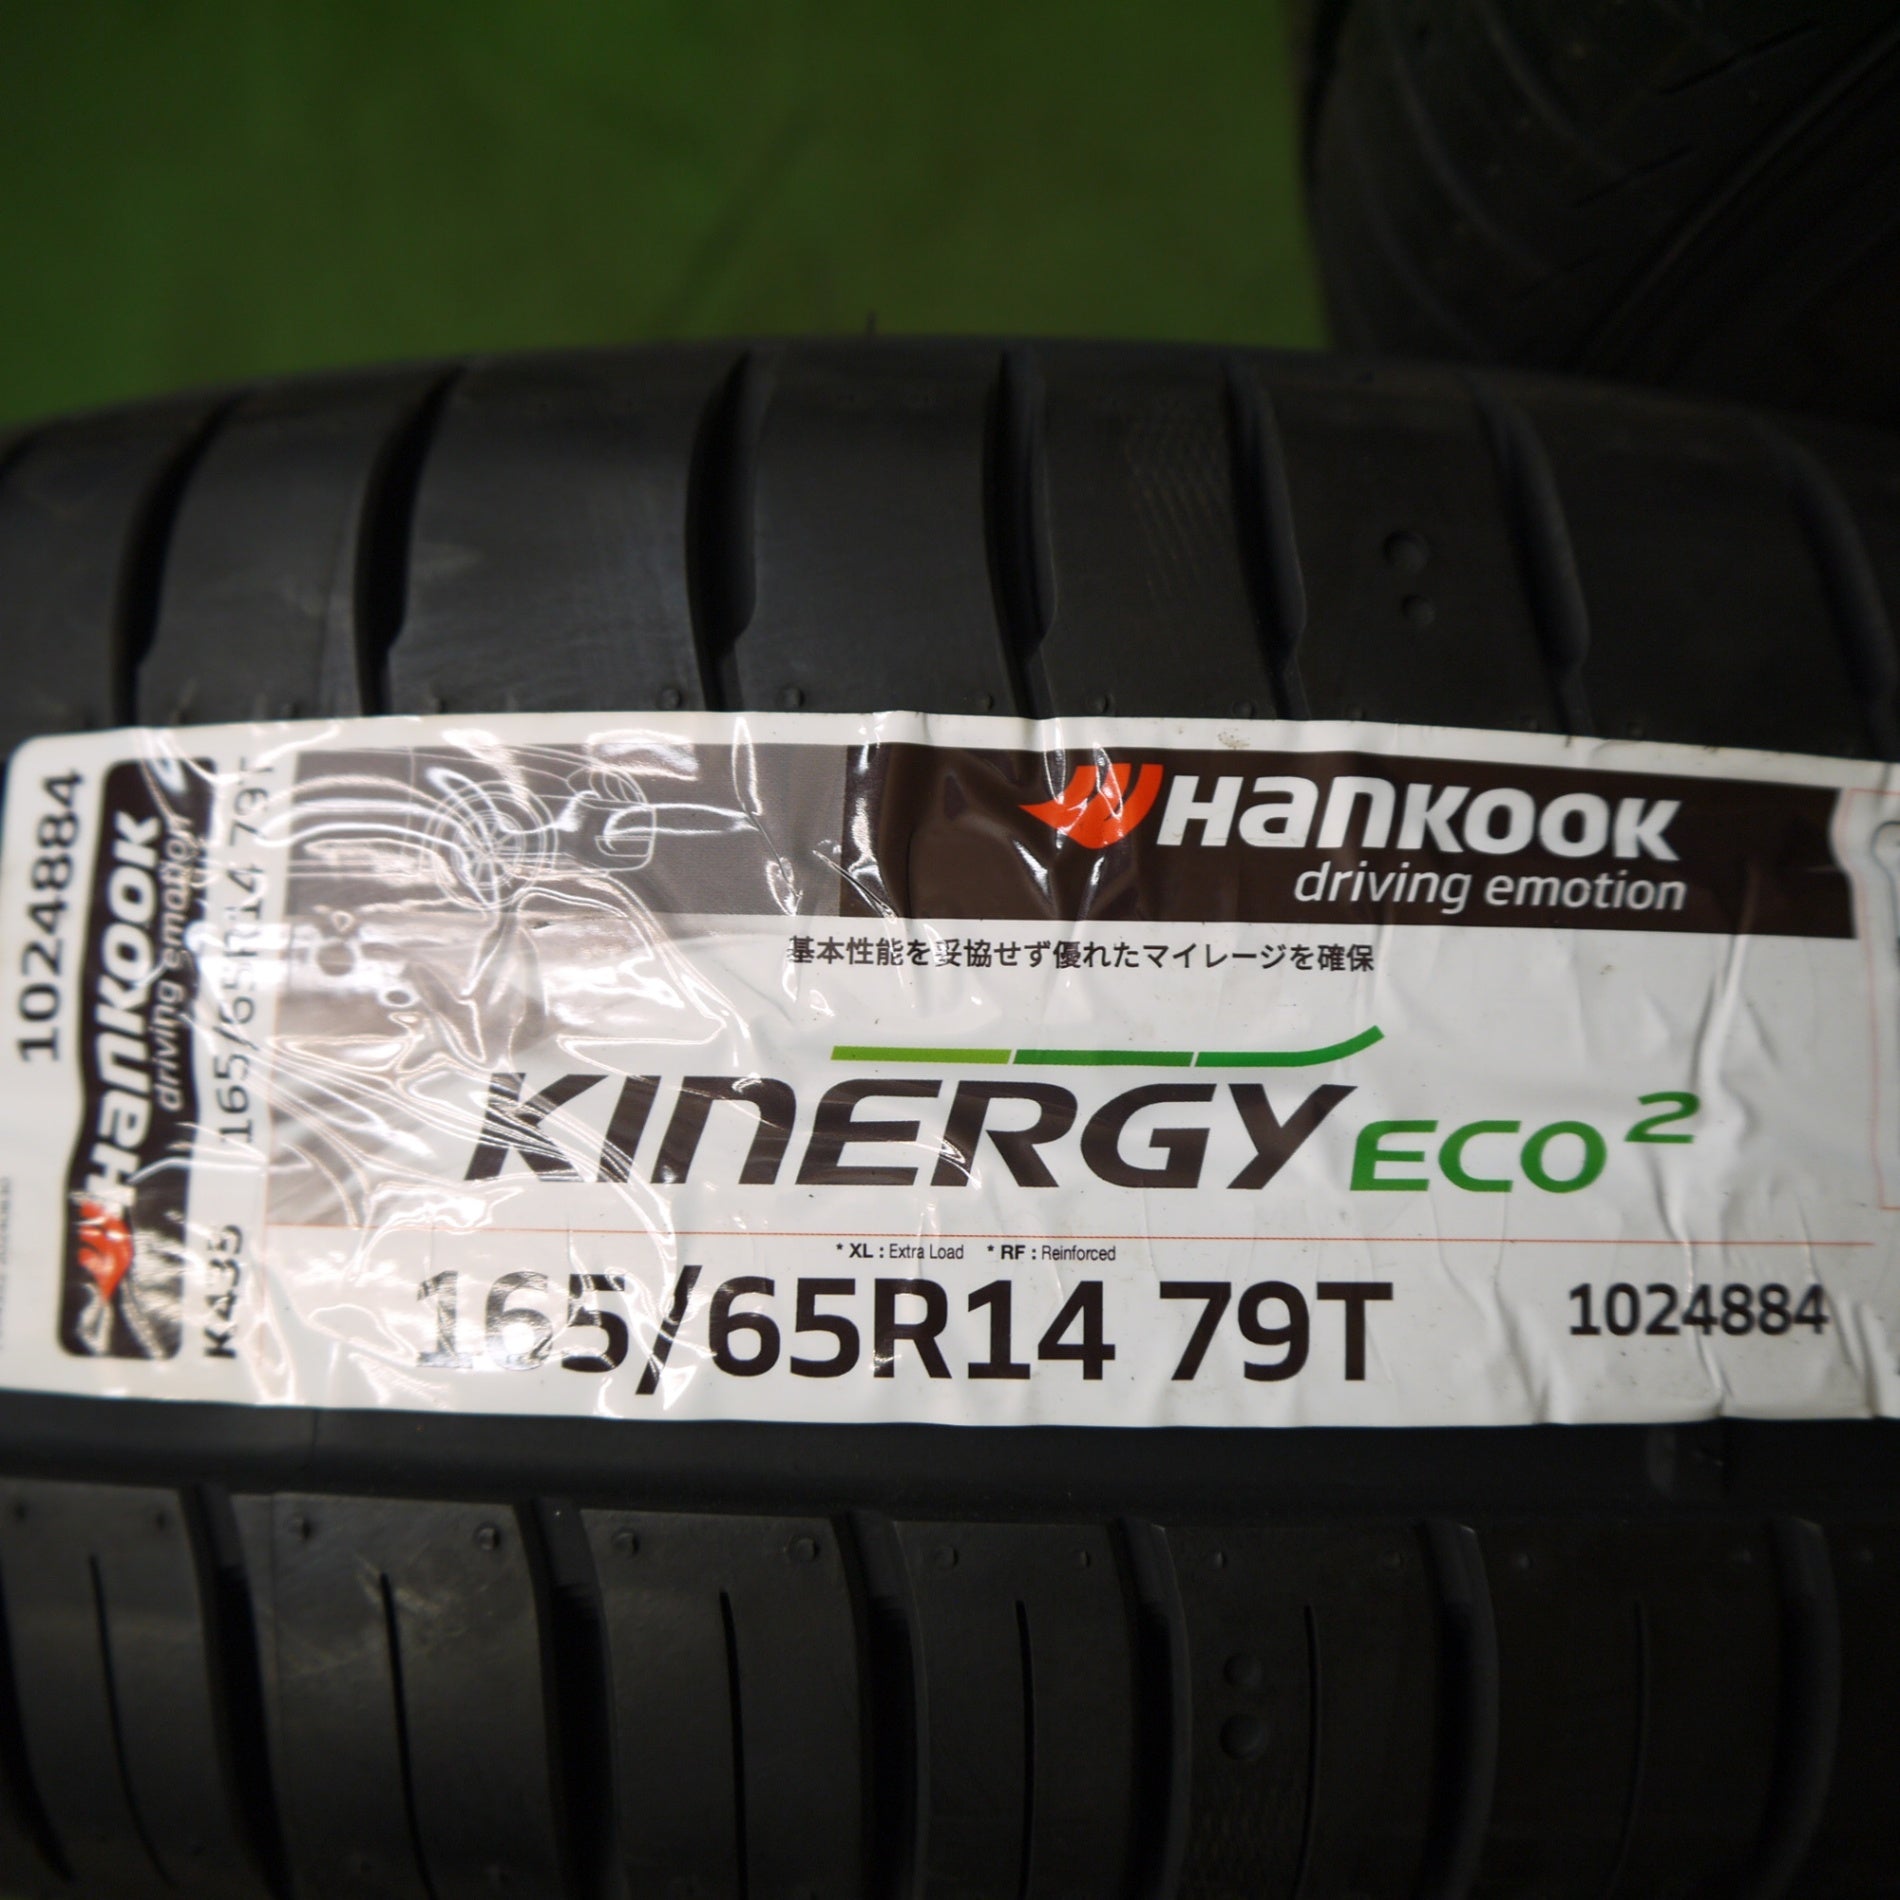 1024884
HANKOOK
driving emotion
165/65R14 79T
K435
HANKOOK
driving emotion
基本性能を妥協せず優れたマイレージを確保
KINERGY ECO2
* XL : Extra Load * RF : Reinforced
165/65R14 79T
1024884